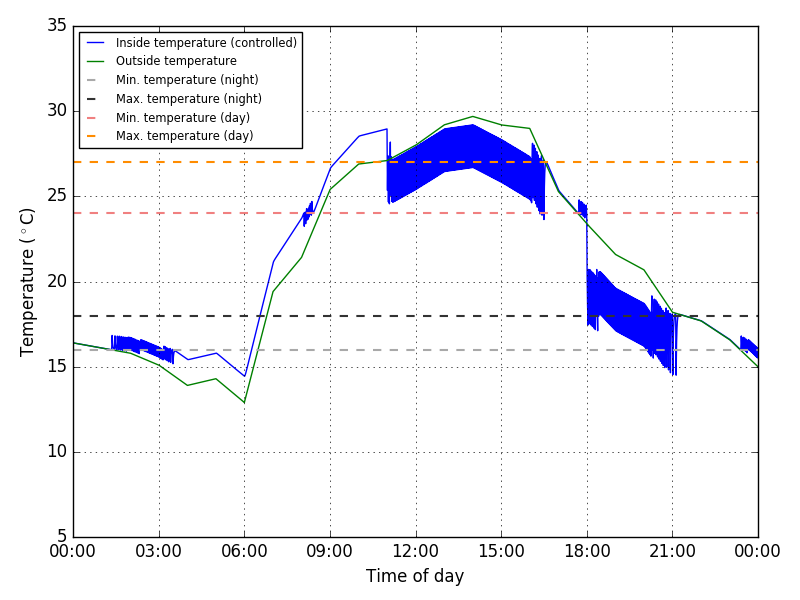 35
30
25
20
15
10
5
Temperature (°C)
Inside temperature (controlled)
Outside temperature
Min. temperature (night)
Max. temperature (night)
Min. temperature (day)
Max. temperature (day)
00:00 03:00 06:00 09:00 12:00 15:00 18:00 21:00 00:00
Time of day